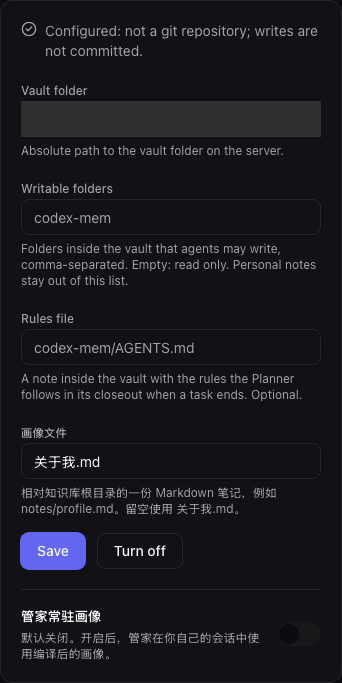 Configured: not a git repository; writes are
not committed.
Vault folder
Absolute path to the vault folder on the server.
Writable folders
codex-mem
Folders inside the vault that agents may write,
comma-separated. Empty: read only. Personal notes
stay out of this list.
Rules file
codex-mem/AGENTS.md
A note inside the vault with the rules the Planner
follows in its closeout when a task ends. Optional.
画像文件
关于我.md
相对知识库根目录的一份 Markdown 笔记，例如
notes/profile.md。留空使用 关于我.md。
Save
Turn off
管家常驻画像
默认关闭。开启后，管家在你自己的会话中使
用编译后的画像。